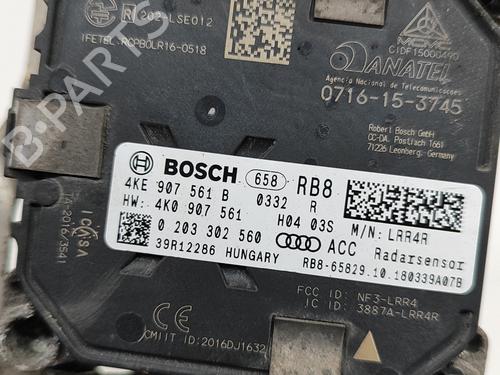 202-LSE012
IFETEL: RCPBOLR16-0518
CIDF15000490
ANATEL
Agencia Nacional de Telecomunicacoes
0716-15-3745
Robert Bosch GmbH
CC-DA, Postfach 1661
71226 Leonberg, Germany
ICASA
TA-2016/3541
BOSCH 658 RB8
4KE 907 561 B 0332 R
HW: 4K0 907 561 H04 03S M/N: LRR4R
0 203 302 560 ACC Radarsensor
39R12286 HUNGARY RB8-65829.10.180339A07B
FCC ID: NF3-LRR4
IC ID: 3887A-LRR4R
CE
CMIIT ID:2016DJ1632
B-Parts